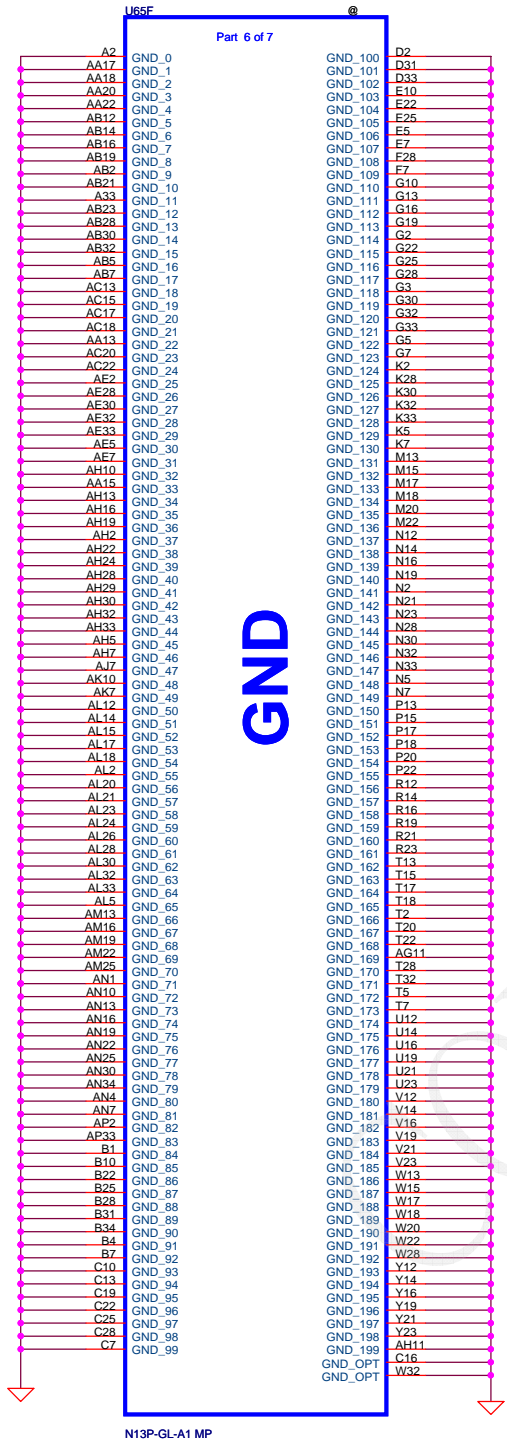 U65F @
Part 6 of 7
A2 GND_0 GND_100 D2
AA17 GND_1 GND_101 D31
AA18 GND_2 GND_102 D33
AA20 GND_3 GND_103 E10
AA22 GND_4 GND_104 E22
AB12 GND_5 GND_105 E25
AB14 GND_6 GND_106 E5
AB16 GND_7 GND_107 E7
AB19 GND_8 GND_108 F28
AB2 GND_9 GND_109 F7
AB21 GND_10 GND_110 G10
A33 GND_11 GND_111 G13
AB23 GND_12 GND_112 G16
AB28 GND_13 GND_113 G19
AB30 GND_14 GND_114 G2
AB32 GND_15 GND_115 G22
AB5 GND_16 GND_116 G25
AB7 GND_17 GND_117 G28
AC13 GND_18 GND_118 G3
AC15 GND_19 GND_119 G30
AC17 GND_20 GND_120 G32
AC18 GND_21 GND_121 G33
AA13 GND_22 GND_122 G5
AC20 GND_23 GND_123 G7
AC22 GND_24 GND_124 K2
AE2 GND_25 GND_125 K28
AE28 GND_26 GND_126 K30
AE30 GND_27 GND_127 K32
AE32 GND_28 GND_128 K33
AE33 GND_29 GND_129 K5
AE5 GND_30 GND_130 K7
AE7 GND_31 GND_131 M13
AH10 GND_32 GND_132 M15
AA15 GND_33 GND_133 M17
AH13 GND_34 GND_134 M18
AH16 GND_35 GND_135 M20
AH19 GND_36 GND_136 M22
AH2 GND_37 GND_137 N12
AH22 GND_38 GND_138 N14
AH24 GND_39 GND_139 N16
AH28 GND_40 GND_140 N19
AH29 GND_41 GND_141 N2
AH30 GND_42 GND_142 N21
AH32 GND_43 GND_143 N23
AH33 GND_44 GND_144 N28
AH5 GND_45 GND_145 N30
AH7 GND_46 GND_146 N32
AJ7 GND_47 GND_147 N33
AK10 GND_48 GND_148 N5
AK7 GND_49 GND_149 N7
GND
AL12 GND_50 GND_150 P13
AL14 GND_51 GND_151 P15
AL15 GND_52 GND_152 P17
AL17 GND_53 GND_153 P18
AL18 GND_54 GND_154 P20
AL2 GND_55 GND_155 P22
AL20 GND_56 GND_156 R12
AL21 GND_57 GND_157 R14
AL23 GND_58 GND_158 R16
AL24 GND_59 GND_159 R19
AL26 GND_60 GND_160 R21
AL28 GND_61 GND_161 R23
AL30 GND_62 GND_162 T13
AL32 GND_63 GND_163 T15
AL33 GND_64 GND_164 T17
AL5 GND_65 GND_165 T18
AM13 GND_66 GND_166 T2
AM16 GND_67 GND_167 T20
AM19 GND_68 GND_168 T22
AM22 GND_69 GND_169 AG11
AM25 GND_70 GND_170 T28
AN1 GND_71 GND_171 T32
AN10 GND_72 GND_172 T5
AN13 GND_73 GND_173 T7
AN16 GND_74 GND_174 U12
AN19 GND_75 GND_175 U14
AN22 GND_76 GND_176 U16
AN25 GND_77 GND_177 U19
AN30 GND_78 GND_178 U21
AN34 GND_79 GND_179 U23
AN4 GND_80 GND_180 V12
AN7 GND_81 GND_181 V14
AP2 GND_82 GND_182 V16
AP33 GND_83 GND_183 V19
B1 GND_84 GND_184 V21
B10 GND_85 GND_185 V23
B22 GND_86 GND_186 W13
B25 GND_87 GND_187 W15
B28 GND_88 GND_188 W17
B31 GND_89 GND_189 W18
B34 GND_90 GND_190 W20
B4 GND_91 GND_191 W22
B7 GND_92 GND_192 W28
C10 GND_93 GND_193 Y12
C13 GND_94 GND_194 Y14
C19 GND_95 GND_195 Y16
C22 GND_96 GND_196 Y19
C25 GND_97 GND_197 Y21
C28 GND_98 GND_198 Y23
C7 GND_99 GND_199 AH11
GND_OPT C16
GND_OPT W32
N13P-GL-A1 MP